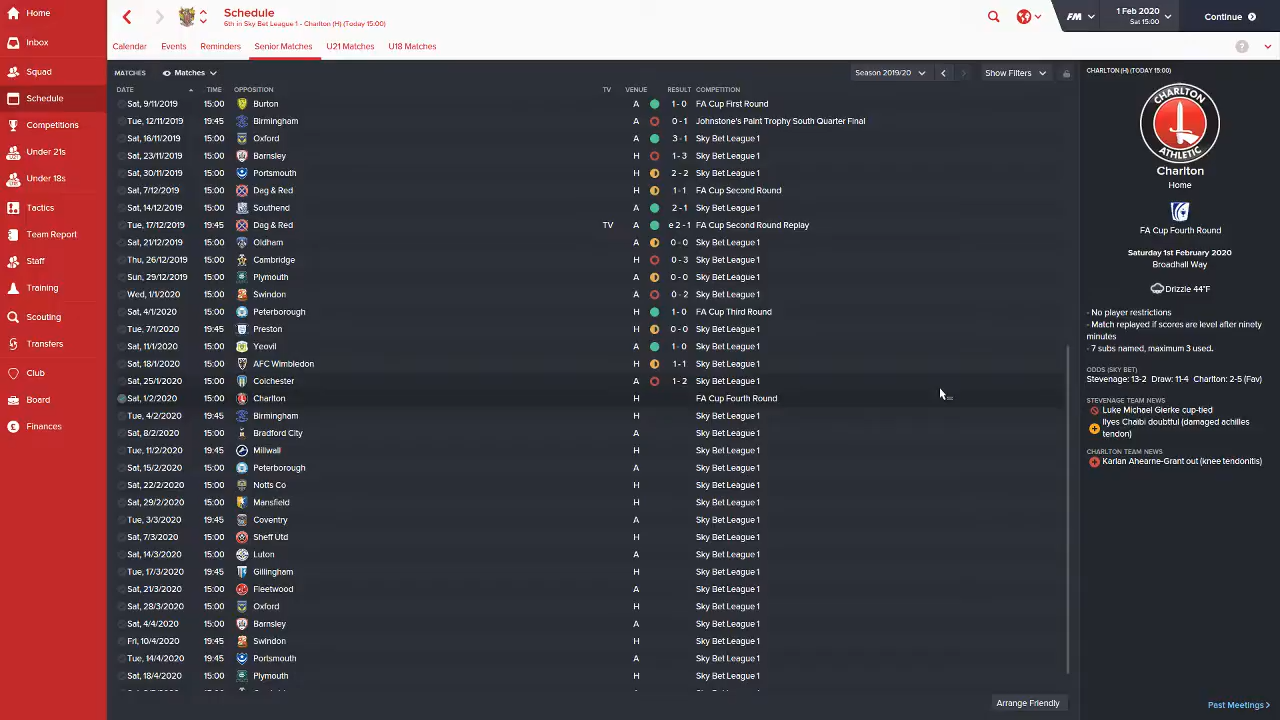 Home
Schedule
6th in Sky Bet League 1 - Charlton (H) (Today 15:00)
FM
1 Feb 2020
Sat 15:00
Continue
Inbox
Calendar Events Reminders Senior Matches U21 Matches U18 Matches
?
Squad
Schedule
Competitions
Under 21s
Under 18s
Tactics
Team Report
Staff
Training
Scouting
Transfers
Club
Board
Finances
MATCHES Matches Season 2019/20 Show Filters
DATE TIME OPPOSITION TV VENUE RESULT COMPETITION
Sat, 9/11/2019 15:00 Burton A 1-0 FA Cup First Round
Tue, 12/11/2019 19:45 Birmingham A 0-1 Johnstone's Paint Trophy South Quarter Final
Sat, 16/11/2019 15:00 Oxford A 3-1 Sky Bet League 1
Sat, 23/11/2019 15:00 Barnsley H 1-3 Sky Bet League 1
Sat, 30/11/2019 15:00 Portsmouth H 2-2 Sky Bet League 1
Sat, 7/12/2019 15:00 Dag & Red H 1-1 FA Cup Second Round
Sat, 14/12/2019 15:00 Southend A 2-1 Sky Bet League 1
Tue, 17/12/2019 19:45 Dag & Red TV A e 2-1 FA Cup Second Round Replay
Sat, 21/12/2019 15:00 Oldham A 0-0 Sky Bet League 1
Thu, 26/12/2019 15:00 Cambridge H 0-3 Sky Bet League 1
Sun, 29/12/2019 15:00 Plymouth A 0-0 Sky Bet League 1
Wed, 1/1/2020 15:00 Swindon A 0-2 Sky Bet League 1
Sat, 4/1/2020 15:00 Peterborough H 1-0 FA Cup Third Round
Tue, 7/1/2020 19:45 Preston H 0-0 Sky Bet League 1
Sat, 11/1/2020 15:00 Yeovil A 1-0 Sky Bet League 1
Sat, 18/1/2020 15:00 AFC Wimbledon H 1-1 Sky Bet League 1
Sat, 25/1/2020 15:00 Colchester A 1-2 Sky Bet League 1
Sat, 1/2/2020 15:00 Charlton H FA Cup Fourth Round
Tue, 4/2/2020 19:45 Birmingham H Sky Bet League 1
Sat, 8/2/2020 15:00 Bradford City A Sky Bet League 1
Tue, 11/2/2020 19:45 Millwall H Sky Bet League 1
Sat, 15/2/2020 15:00 Peterborough A Sky Bet League 1
Sat, 22/2/2020 15:00 Notts Co H Sky Bet League 1
Sat, 29/2/2020 15:00 Mansfield H Sky Bet League 1
Tue, 3/3/2020 19:45 Coventry A Sky Bet League 1
Sat, 7/3/2020 15:00 Sheff Utd H Sky Bet League 1
Sat, 14/3/2020 15:00 Luton A Sky Bet League 1
Tue, 17/3/2020 19:45 Gillingham H Sky Bet League 1
Sat, 21/3/2020 15:00 Fleetwood A Sky Bet League 1
Sat, 28/3/2020 15:00 Oxford H Sky Bet League 1
Sat, 4/4/2020 15:00 Barnsley A Sky Bet League 1
Fri, 10/4/2020 19:45 Swindon H Sky Bet League 1
Tue, 14/4/2020 19:45 Portsmouth A Sky Bet League 1
Sat, 18/4/2020 15:00 Plymouth H Sky Bet League 1
Arrange Friendly
CHARLTON (H) (TODAY 15:00)
CHARLTON
ATHLETIC
Charlton
Home
FA Cup Fourth Round
Saturday 1st February 2020
Broadhall Way
Drizzle 44°F
- No player restrictions
- Match replayed if scores are level after ninety
minutes
- 7 subs named, maximum 3 used.
ODDS (SKY BET)
Stevenage: 13-2 Draw: 11-4 Charlton: 2-5 (Fav)
STEVENAGE TEAM NEWS
Luke Michael Gierke cup-tied
Ilyes Chaibi doubtful (damaged achilles
tendon)
CHARLTON TEAM NEWS
Karlan Ahearne-Grant out (knee tendonitis)
Past Meetings >